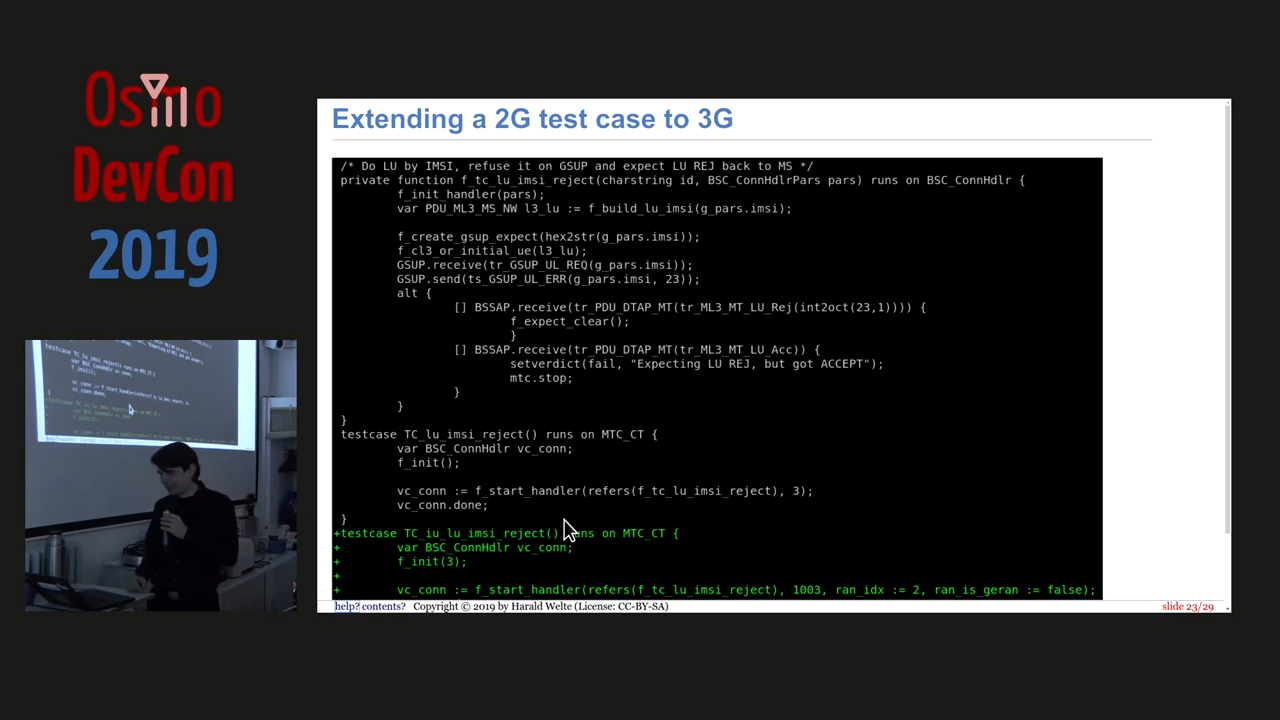 Osmo
DevCon
2019
Extending a 2G test case to 3G
/* Do LU by IMSI, refuse it on GSUP and expect LU REJ back to MS */
private function f_tc_lu_imsi_reject(charstring id, BSC_ConnHdlrPars pars) runs on BSC_ConnHdlr {
f_init_handler(pars);
var PDU_ML3_MS_NW l3_lu := f_build_lu_imsi(g_pars.imsi);
f_create_gsup_expect(hex2str(g_pars.imsi));
f_cl3_or_initial_ue(l3_lu);
GSUP.receive(tr_GSUP_UL_REQ(g_pars.imsi));
GSUP.send(ts_GSUP_UL_ERR(g_pars.imsi, 23));
alt {
[] BSSAP.receive(tr_PDU_DTAP_MT(tr_ML3_MT_LU_Rej(int2oct(23,1)))) {
f_expect_clear();
}
[] BSSAP.receive(tr_PDU_DTAP_MT(tr_ML3_MT_LU_Acc)) {
setverdict(fail, "Expecting LU REJ, but got ACCEPT");
mtc.stop;
}
}
}
testcase TC_lu_imsi_reject() runs on MTC_CT {
var BSC_ConnHdlr vc_conn;
f_init();
vc_conn := f_start_handler(refers(f_tc_lu_imsi_reject), 3);
vc_conn.done;
}
+testcase TC_iu_lu_imsi_reject() runs on MTC_CT {
+ var BSC_ConnHdlr vc_conn;
+ f_init(3);
+
+ vc_conn := f_start_handler(refers(f_tc_lu_imsi_reject), 1003, ran_idx := 2, ran_is_geran := false);
help? contents? Copyright © 2019 by Harald Welte (License: CC-BY-SA) slide 23/29